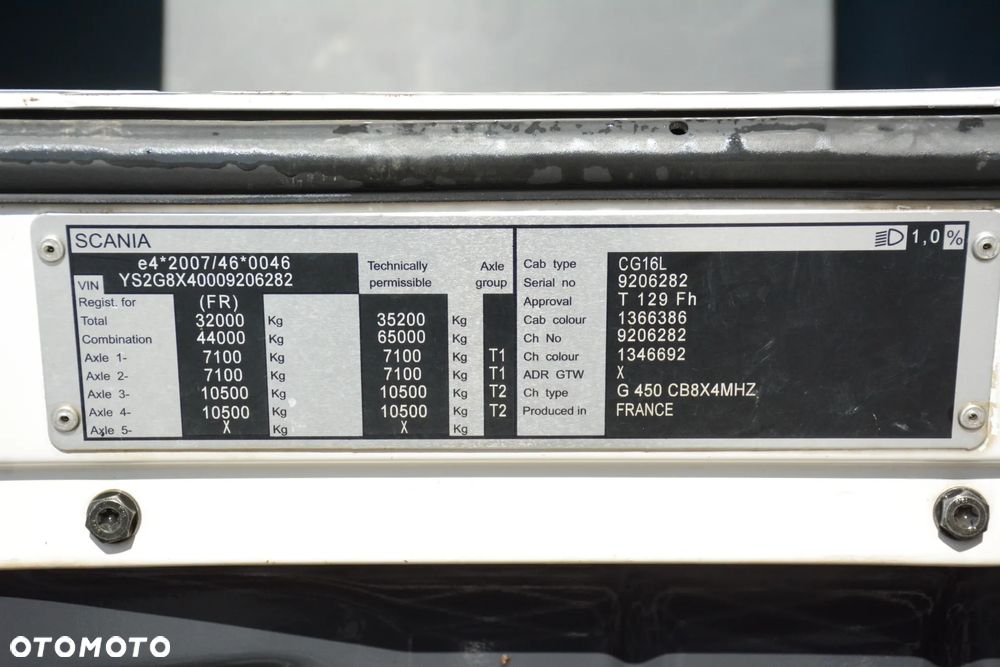 SCANIA 1,0 %
e4*2007/46*0046
VIN YS2G8X40009206282
Technically permissible
Axle group
Regist. for (FR)
Total 32000 Kg 35200 Kg
Combination 44000 Kg 65000 Kg
Axle 1- 7100 Kg 7100 Kg T1
Axle 2- 7100 Kg 7100 Kg T1
Axle 3- 10500 Kg 10500 Kg T2
Axle 4- 10500 Kg 10500 Kg T2
Axle 5- X Kg X Kg
Cab type CG16L
Serial no 9206282
Approval T 129 Fh
Cab colour 1366386
Ch No 9206282
Ch colour 1346692
ADR GTW X
Ch type G 450 CB8X4MHZ
Produced in FRANCE
OTOMOTO